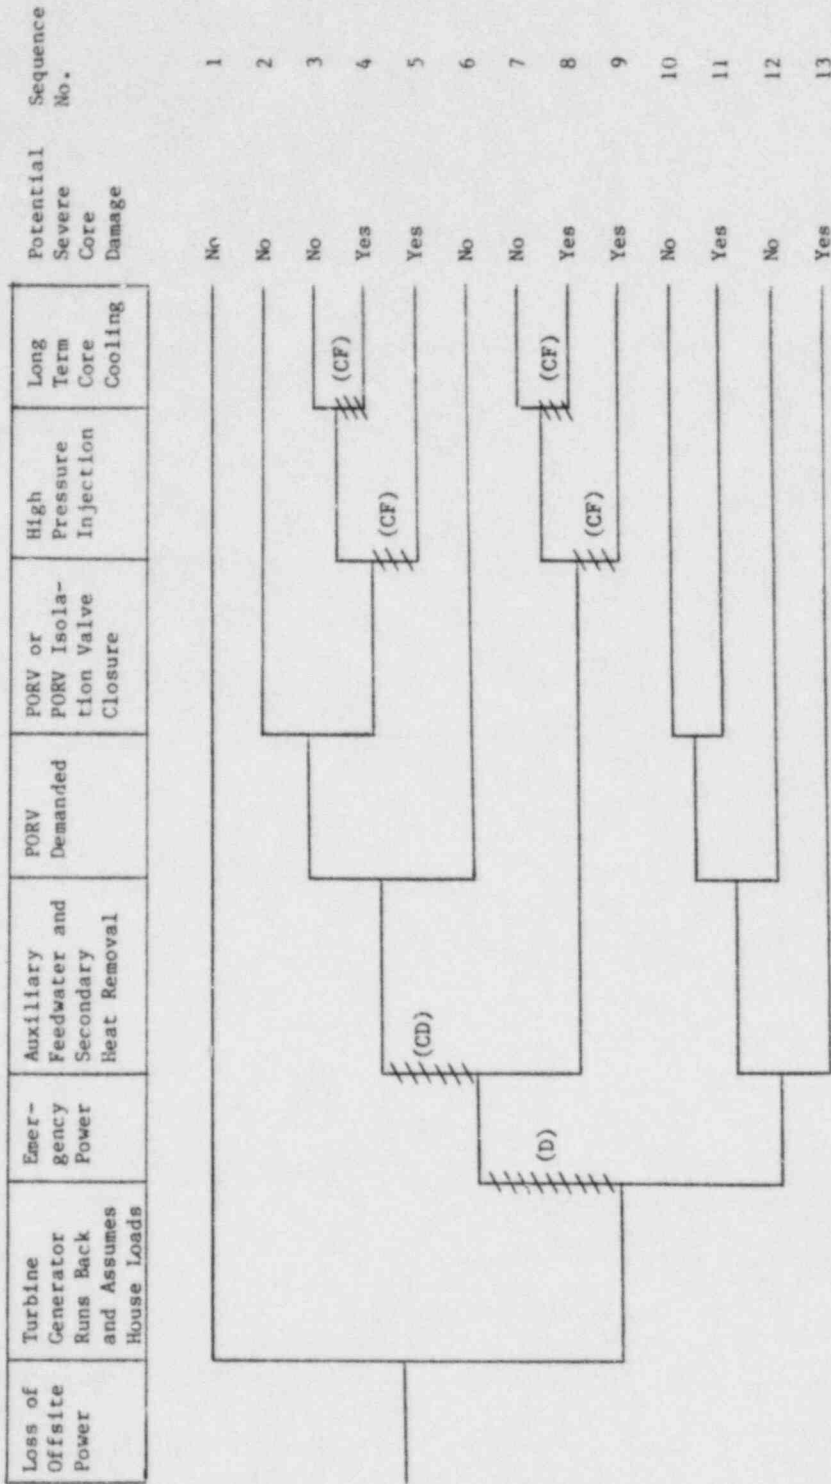 Loss of
Offsite
Power
Turbine
Generator
Runs Back
and Assumes
House Loads
Emer-
gency
Power
Auxiliary
Feedwater and
Secondary
Heat Removal
PORV
Demanded
PORV or
PORV Isola-
tion Valve
Closure
High
Pressure
Injection
Long
Term
Core
Cooling
Potential
Severe
Core
Damage
Sequence
No.
No 1
No 2
No 3
(CF)
Yes 4
(CF)
Yes 5
No 6
(CD)
No 7
(CF)
Yes 8
(CF)
Yes 9
(D)
No 10
Yes 11
No 12
Yes 13